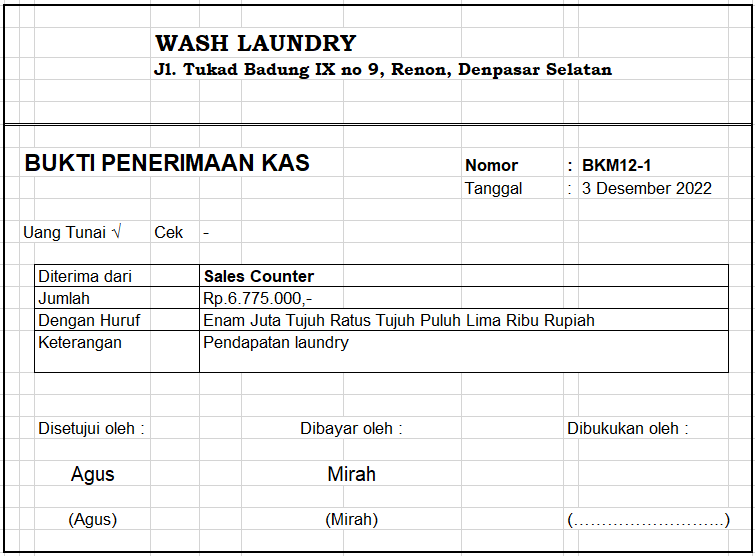 WASH LAUNDRY
Jl. Tukad Badung IX no 9, Renon, Denpasar Selatan
BUKTI PENERIMAAN KAS
Nomor : BKM12-1
Tanggal : 3 Desember 2022
Uang Tunai √ Cek -
Diterima dari Sales Counter
Jumlah Rp.6.775.000,-
Dengan Huruf Enam Juta Tujuh Ratus Tujuh Puluh Lima Ribu Rupiah
Keterangan Pendapatan laundry
Disetujui oleh : Dibayar oleh : Dibukukan oleh :
Agus Mirah
(Agus) (Mirah) (……………………...)